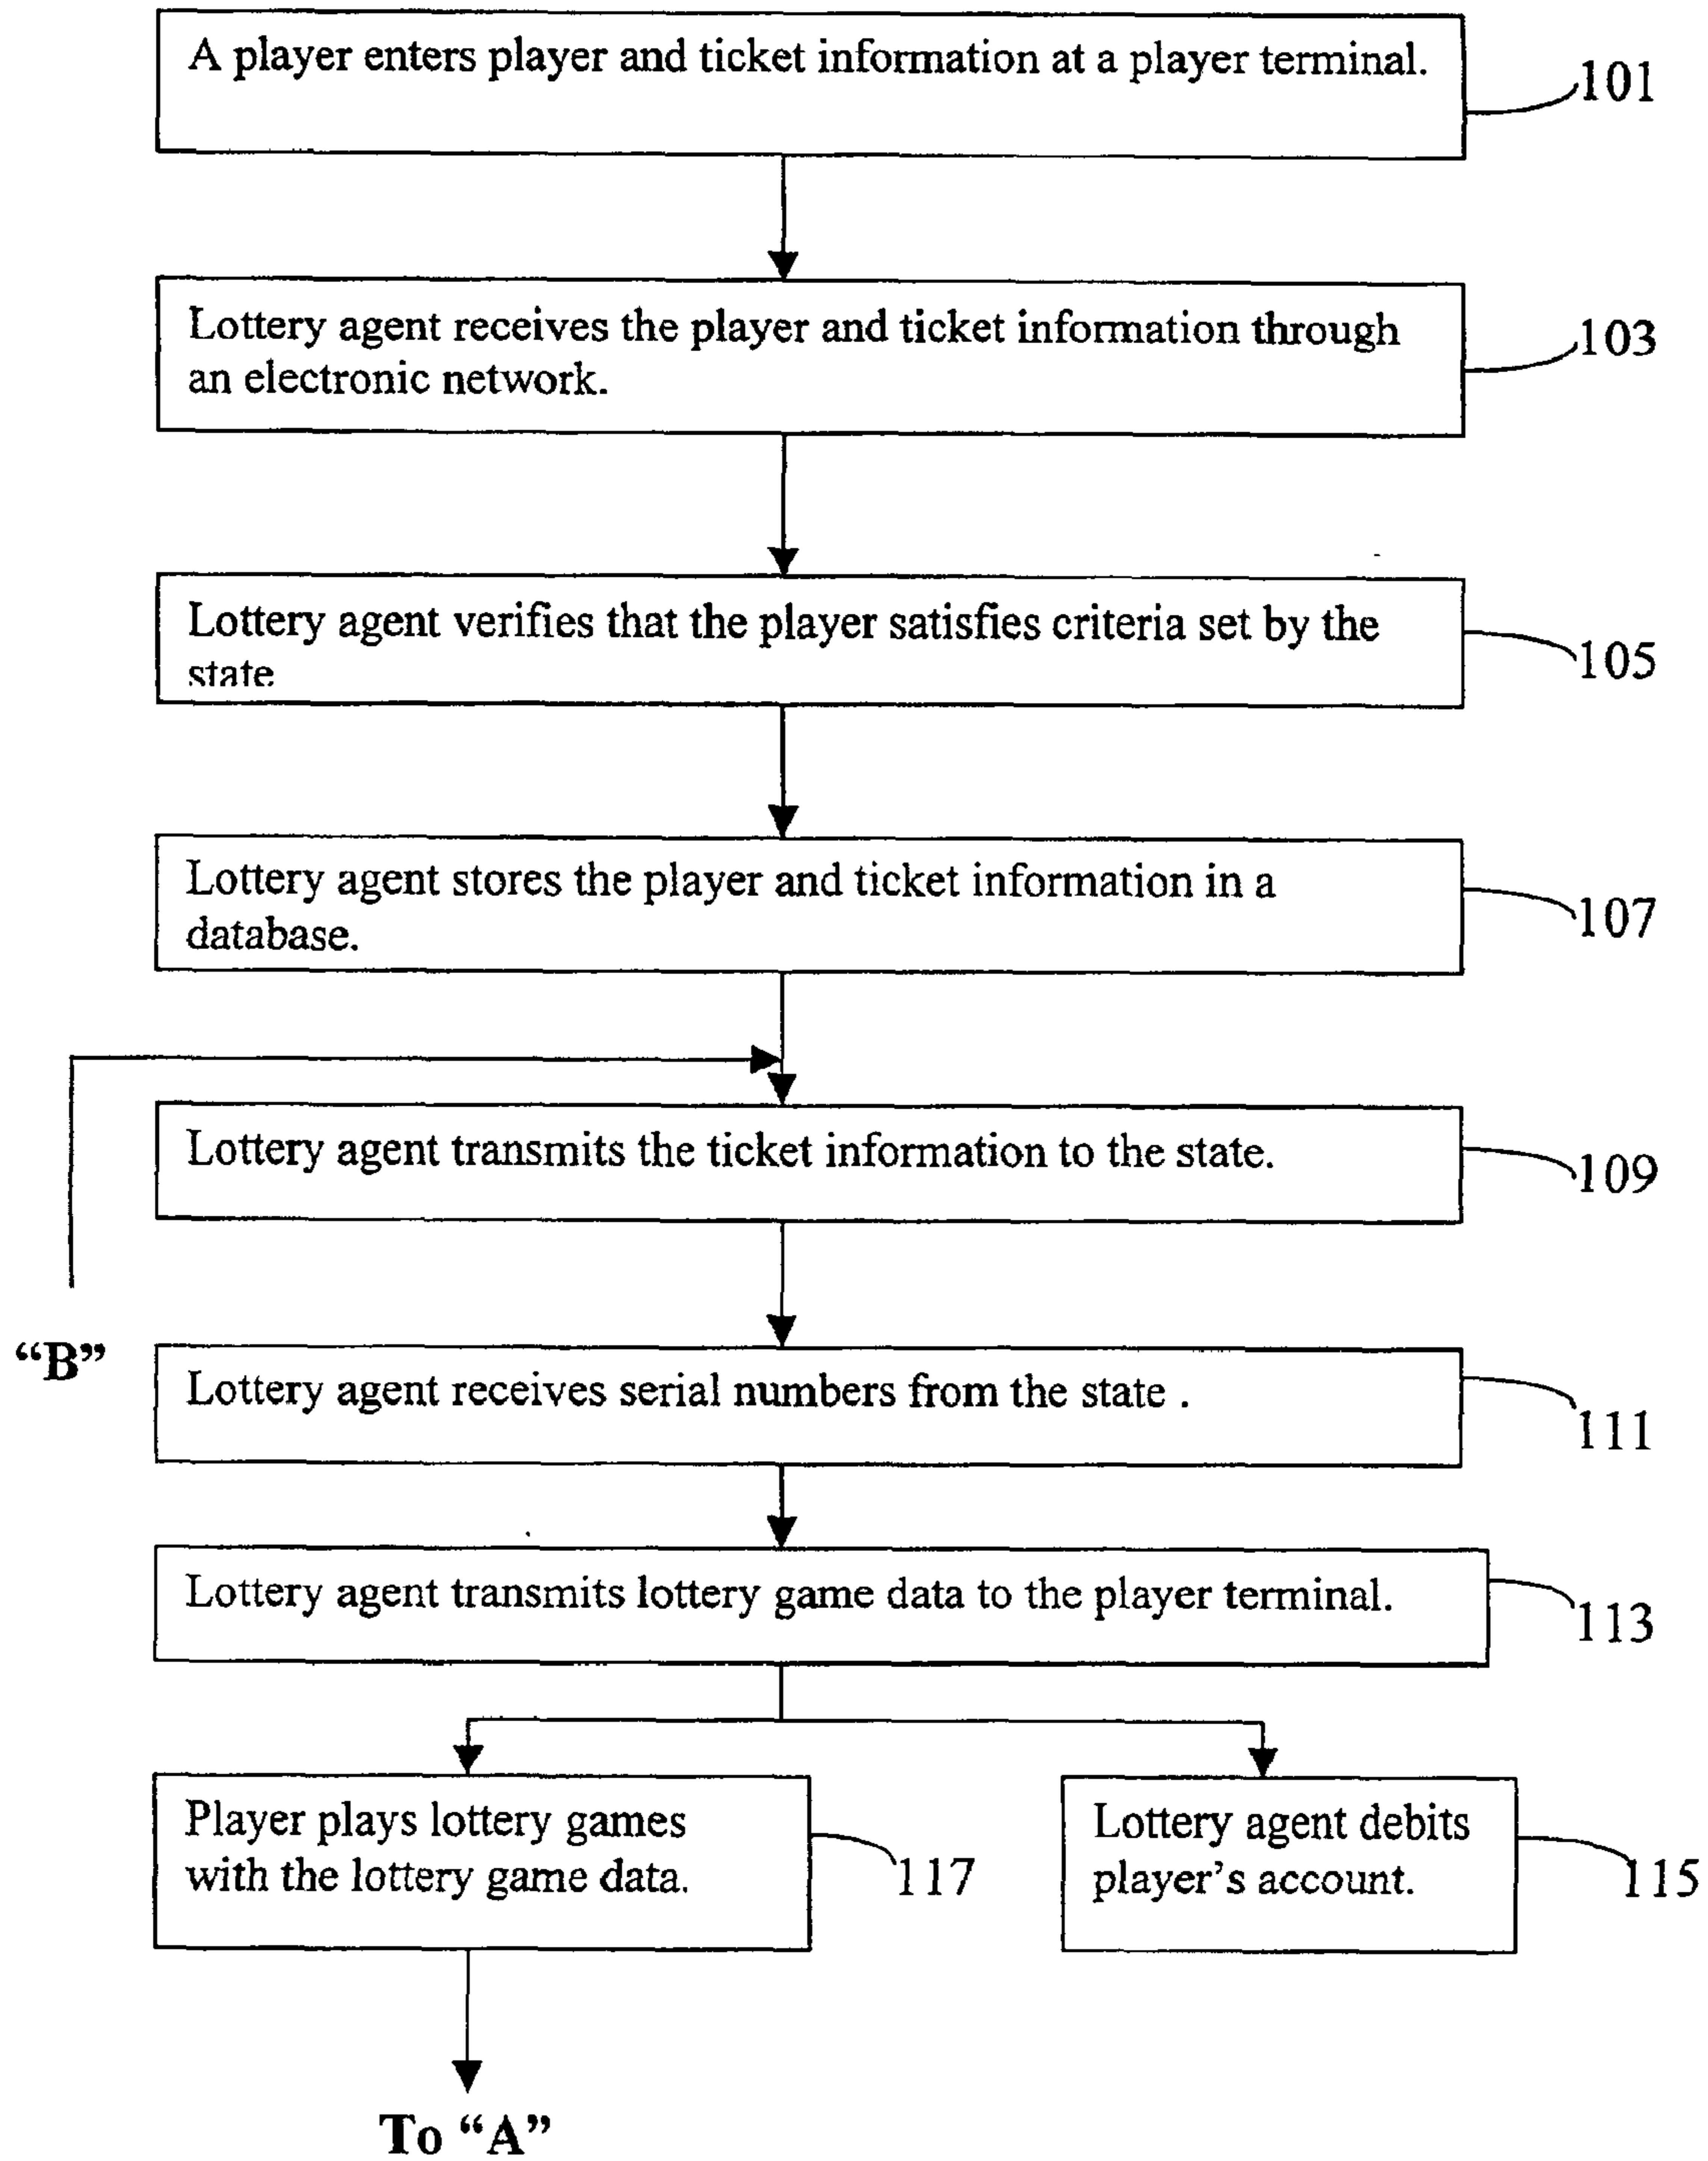 A player enters player and ticket information at a player terminal.
101
Lottery agent receives the player and ticket information through
an electronic network.
103
Lottery agent verifies that the player satisfies criteria set by the
state
105
Lottery agent stores the player and ticket information in a
database.
107
Lottery agent transmits the ticket information to the state.
109
“B”
Lottery agent receives serial numbers from the state .
111
Lottery agent transmits lottery game data to the player terminal.
113
Player plays lottery games
with the lottery game data.
117
Lottery agent debits
player’s account.
115
To “A”